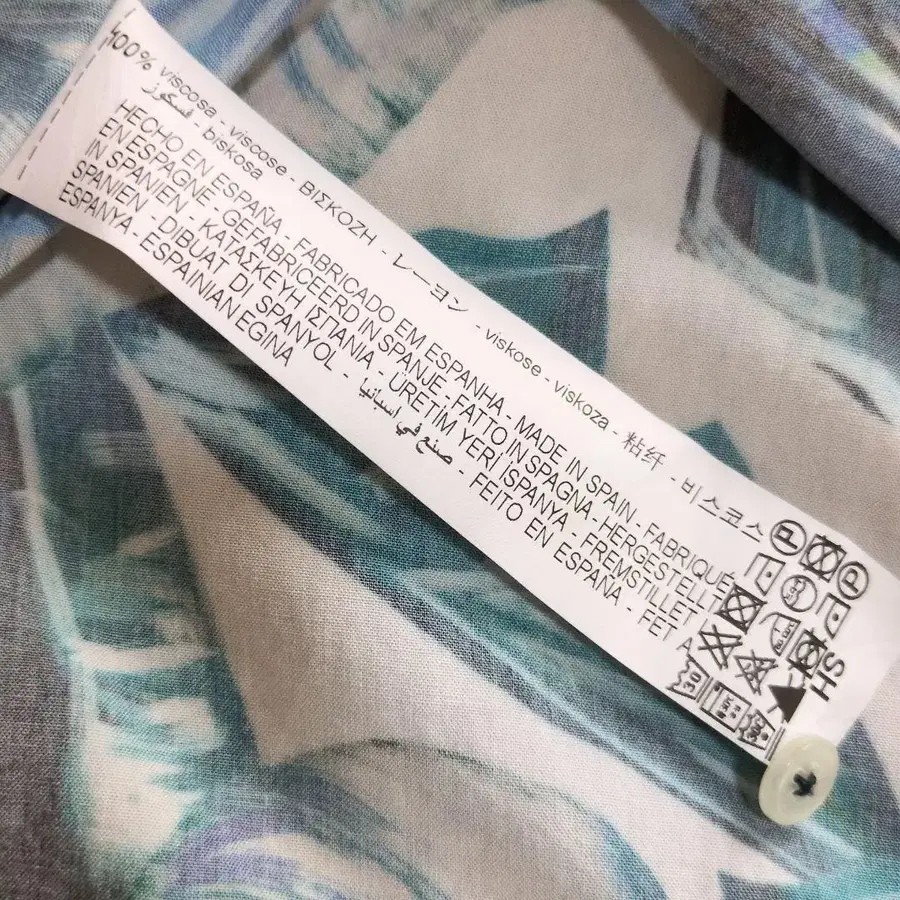 100% viscosa - viscose - ΒΙΣΚΟΖΗ - レーヨン - viskose - viskoza - 粘纤 - 비스코스
فسكوز - biskosa
HECHO EN ESPAÑA - FABRICADO EM ESPANHA - MADE IN SPAIN - FABRIQUÉ
EN ESPAGNE - GEFABRICEERD IN SPANJE - FATTO IN SPAGNA - HERGESTELLT
IN SPANIEN - ΚΑΤΑΣΚΕΥΗ ΙΣΠΑΝΙΑ - ÜRETİM YERİ İSPANYA - FREMSTILLET I
SPANIEN - DIBUAT DI SPANYOL - صنع في اسبانيا - FEITO EN ESPAÑA - FET A
ESPANYA - ESPAINIAN EGINA
P
P
HS
30